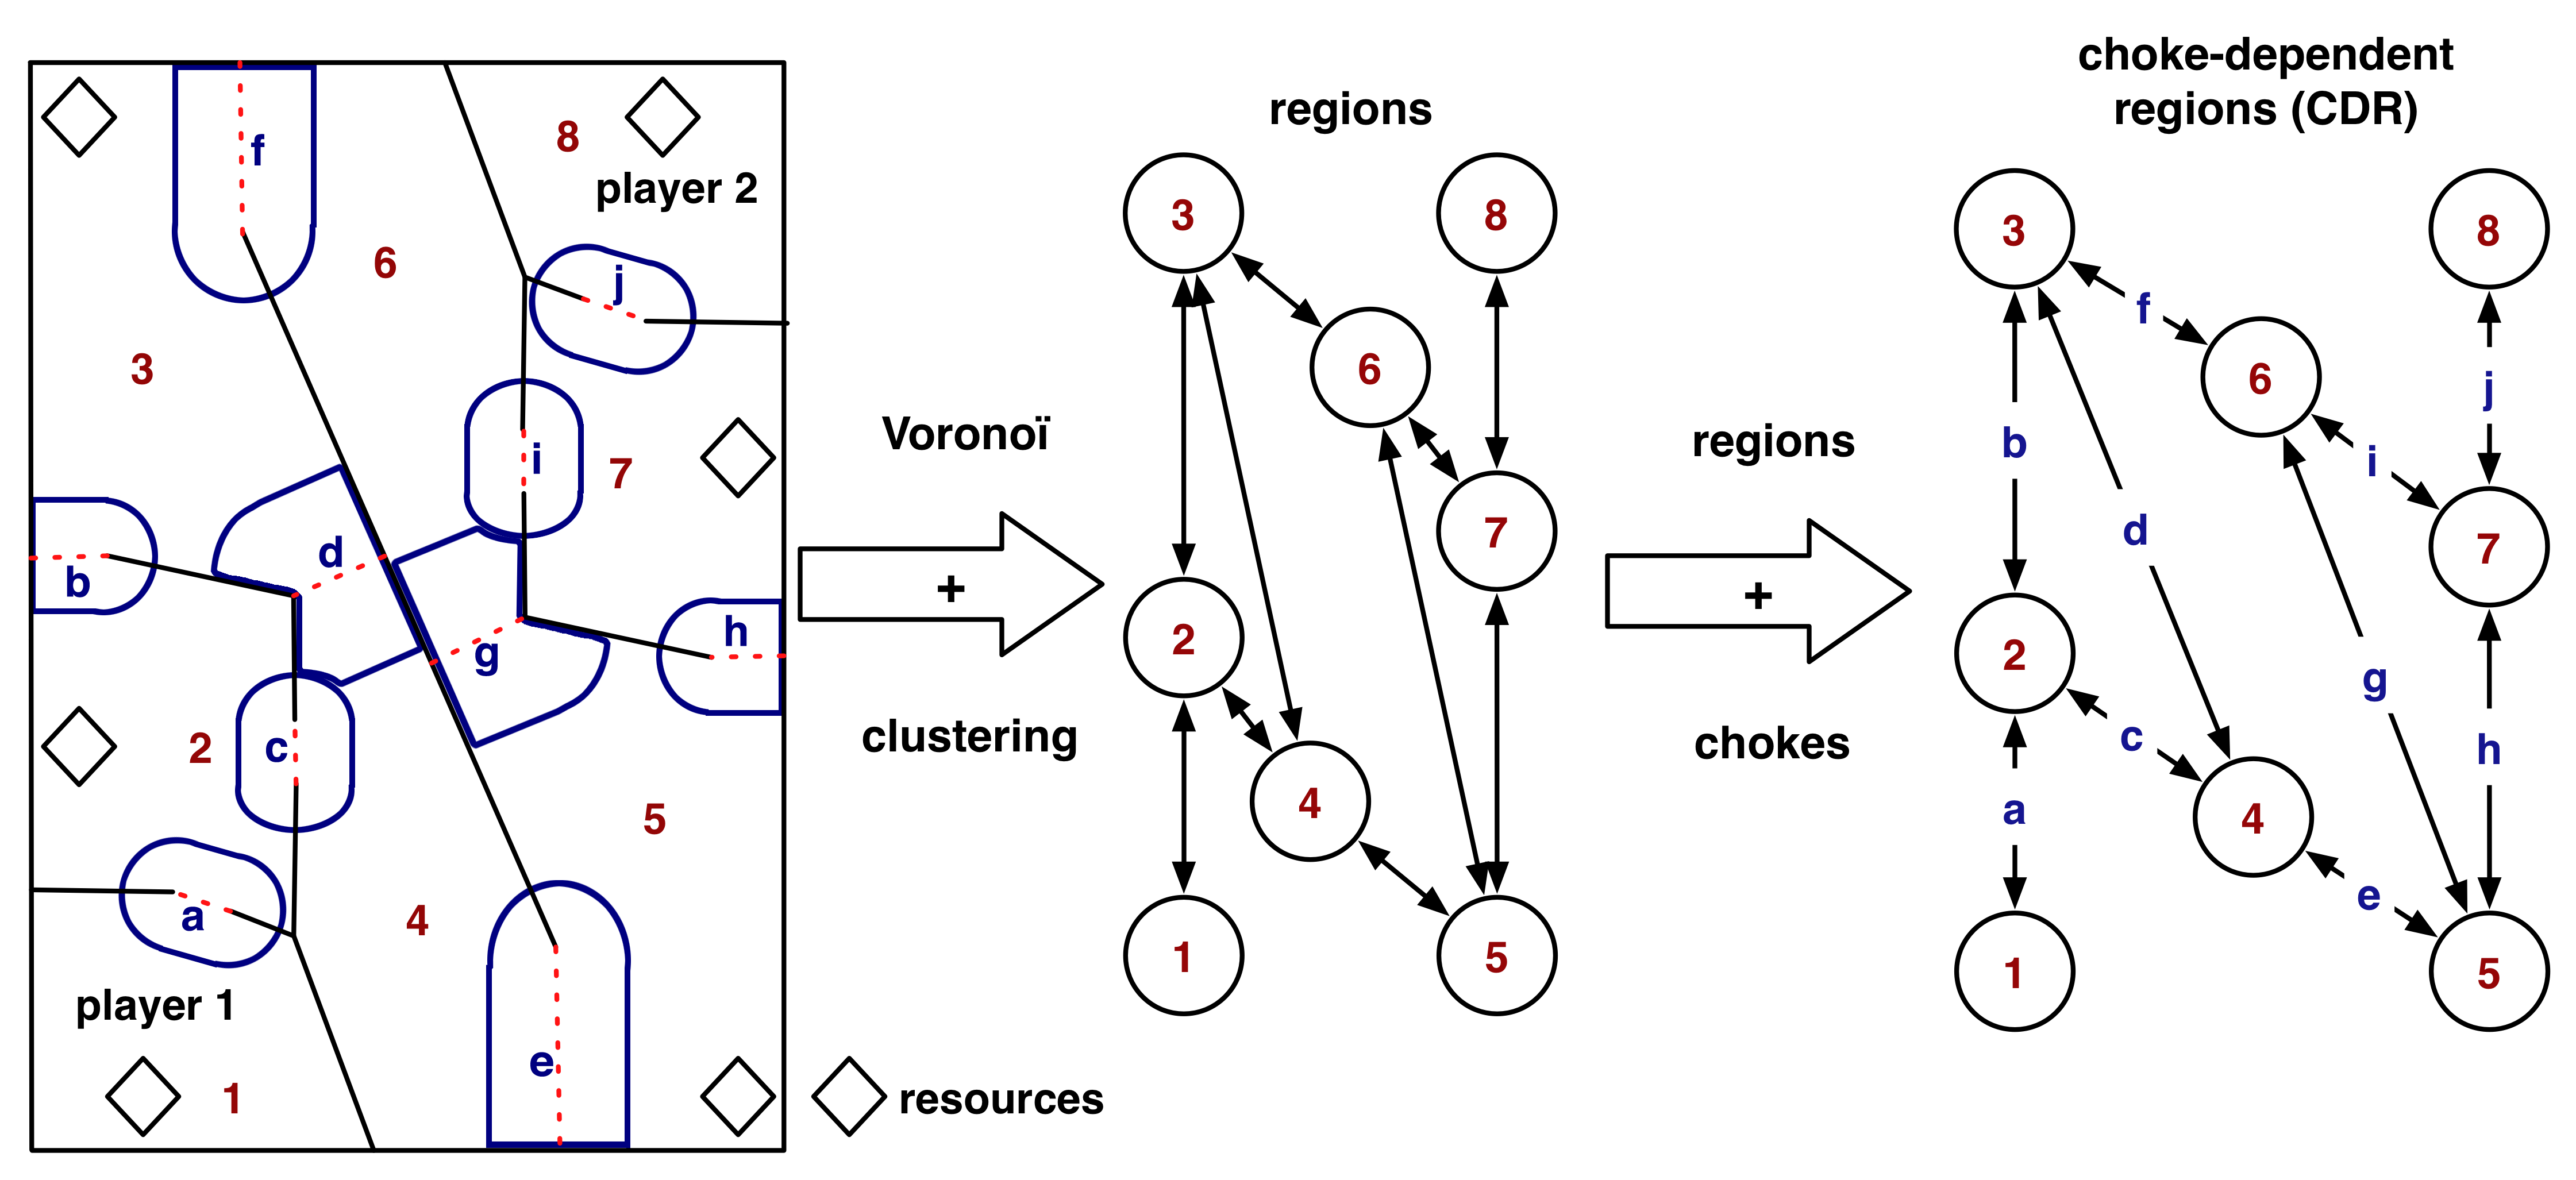 f
8
player 2
6
j
3
i
7
d
b
h
g
2
c
5
a
4
player 1
e
1
resources
Voronoï
+
clustering
regions
3
8
6
7
2
4
1
5
regions
+
chokes
choke-dependent
regions (CDR)
3
8
f
6
j
b
i
d
7
2
g
c
h
a
4
e
1
5